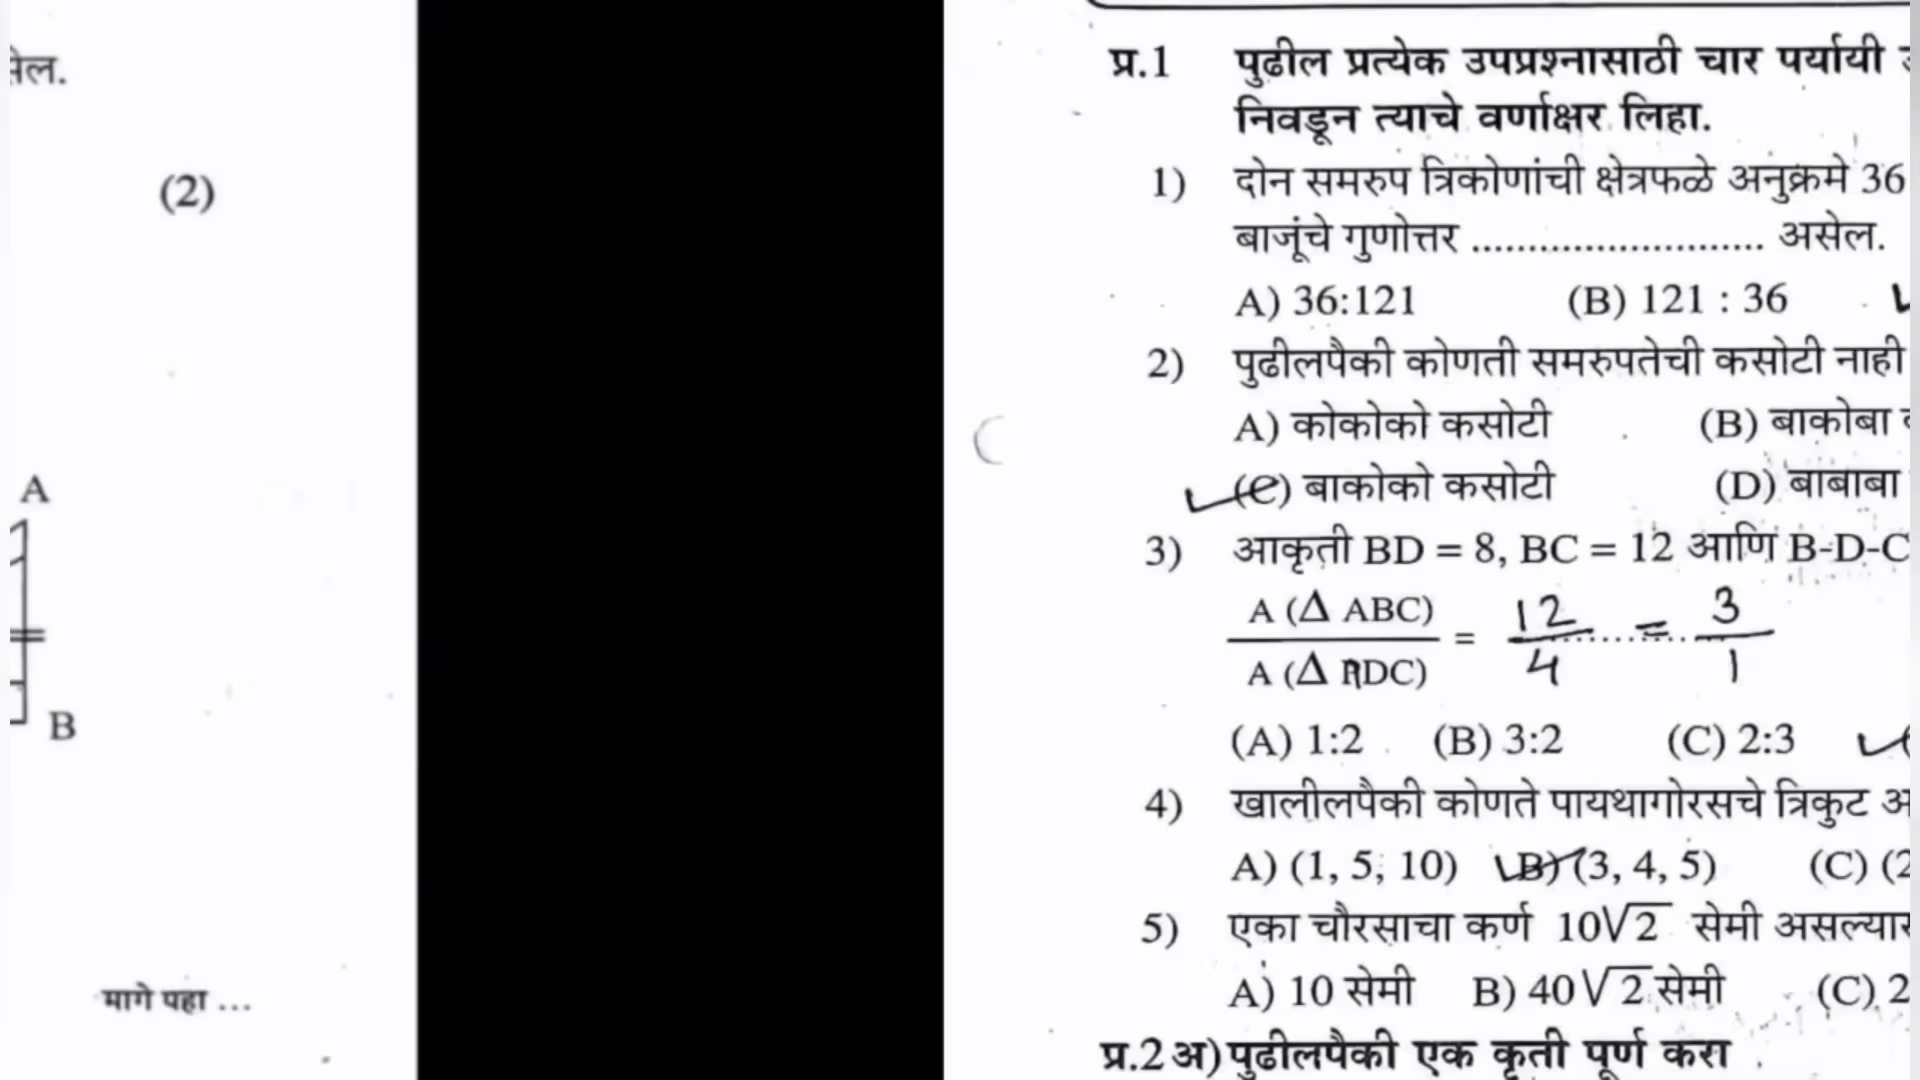 सेल.
(2)
A
B
मागे पहा ...
प्र.1 पुढील प्रत्येक उपप्रश्नासाठी चार पर्यायी
निवडून त्याचे वर्णाक्षर लिहा.
1) दोन समरुप त्रिकोणांची क्षेत्रफळे अनुक्रमे 36
बाजूंचे गुणोत्तर .......................... असेल.
A) 36:121 (B) 121 : 36
2) पुढीलपैकी कोणती समरुपतेची कसोटी नाही
A) कोकोको कसोटी (B) बाकोबा
(C) बाकोको कसोटी (D) बाबाबा
3) आकृती BD = 8, BC = 12 आणि B-D-C
A (Δ ABC) 12 3
= ............ =
A (Δ ADC) 4 1
(A) 1:2 (B) 3:2 (C) 2:3
4) खालीलपैकी कोणते पायथागोरसचे त्रिकुट
A) (1, 5, 10) B) (3, 4, 5) (C) (2
5) एका चौरसाचा कर्ण 10√2 सेमी
A) 10 सेमी B) 40√2 सेमी (C) 2
प्र.2 अ) पुढीलपैकी एक कृती पूर्ण करा